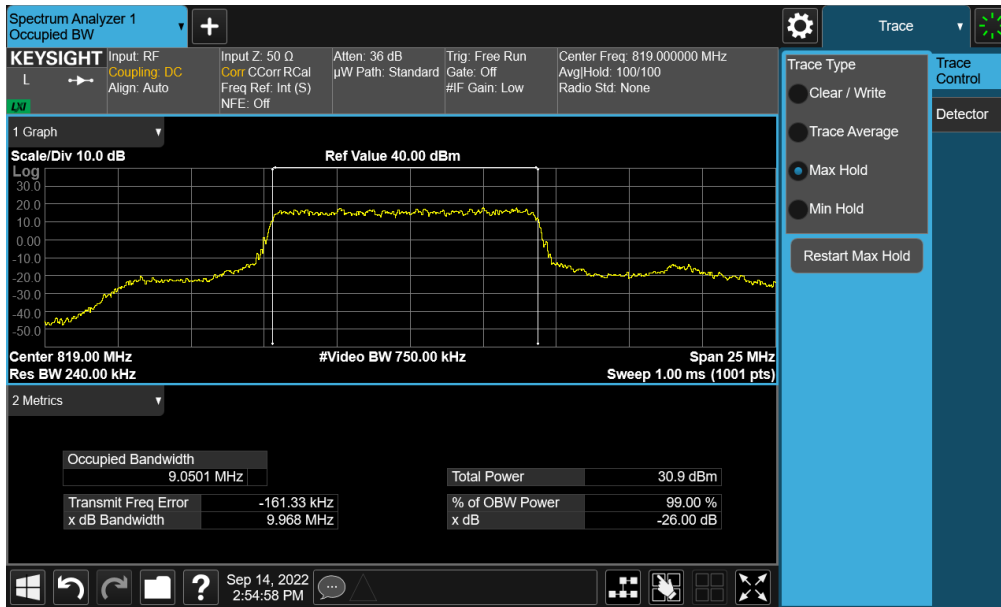 Spectrum Analyzer 1
Occupied BW
+
Trace
KEYSIGHT
L
LXI
Input: RF
Coupling: DC
Align: Auto
Input Z: 50 Ω
Corr CCorr RCal
Freq Ref: Int (S)
NFE: Off
Atten: 36 dB
µW Path: Standard
Trig: Free Run
Gate: Off
#IF Gain: Low
Center Freq: 819.000000 MHz
Avg|Hold: 100/100
Radio Std: None
Trace Type
Clear / Write
Trace Average
Max Hold
Min Hold
Restart Max Hold
Trace
Control
Detector
1 Graph
Scale/Div 10.0 dB
Ref Value 40.00 dBm
Log
30.0
20.0
10.0
0.00
-10.0
-20.0
-30.0
-40.0
-50.0
Center 819.00 MHz
#Video BW 750.00 kHz
Span 25 MHz
Res BW 240.00 kHz
Sweep 1.00 ms (1001 pts)
2 Metrics
Occupied Bandwidth
9.0501 MHz
Total Power 30.9 dBm
Transmit Freq Error -161.33 kHz
% of OBW Power 99.00 %
x dB Bandwidth 9.968 MHz
x dB -26.00 dB
?
Sep 14, 2022
2:54:58 PM